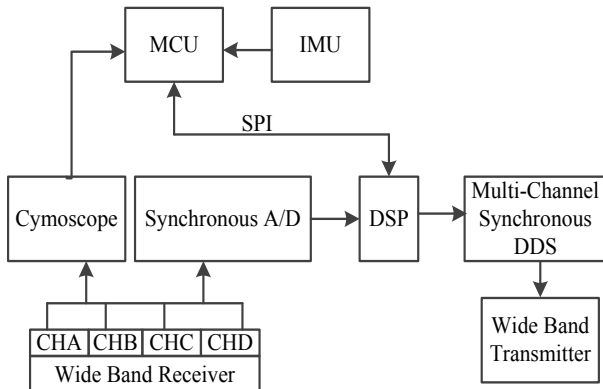 MCU
IMU
SPI
Cymoscope
Synchronous A/D
DSP
Multi-Channel
Synchronous
DDS
CHA
CHB
CHC
CHD
Wide Band Receiver
Wide Band
Transmitter